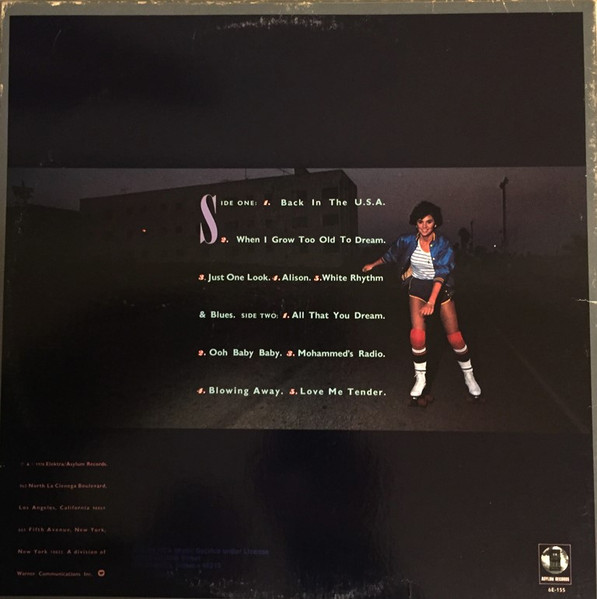 SIDE ONE: 1. Back In The U.S.A.
2. When I Grow Too Old To Dream.
3. Just One Look. 4. Alison. 5. White Rhythm
& Blues. SIDE TWO: 1. All That You Dream.
2. Ooh Baby Baby. 3. Mohammed's Radio.
4. Blowing Away. 5. Love Me Tender.
1978 Elektra/Asylum Records.
North La Cienega Boulevard,
Los Angeles, California 90069
Fifth Avenue, New York,
New York 10022. A division of
Warner Communications Inc.
ASYLUM RECORDS
6E-155